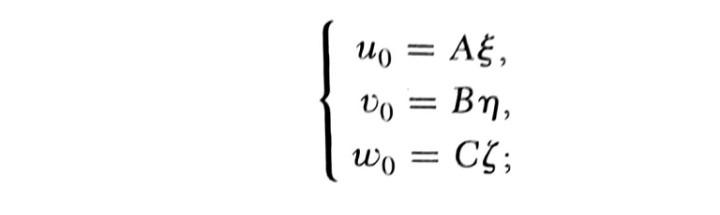 u₀ = Aξ,
v₀ = Bη,
w₀ = Cζ;